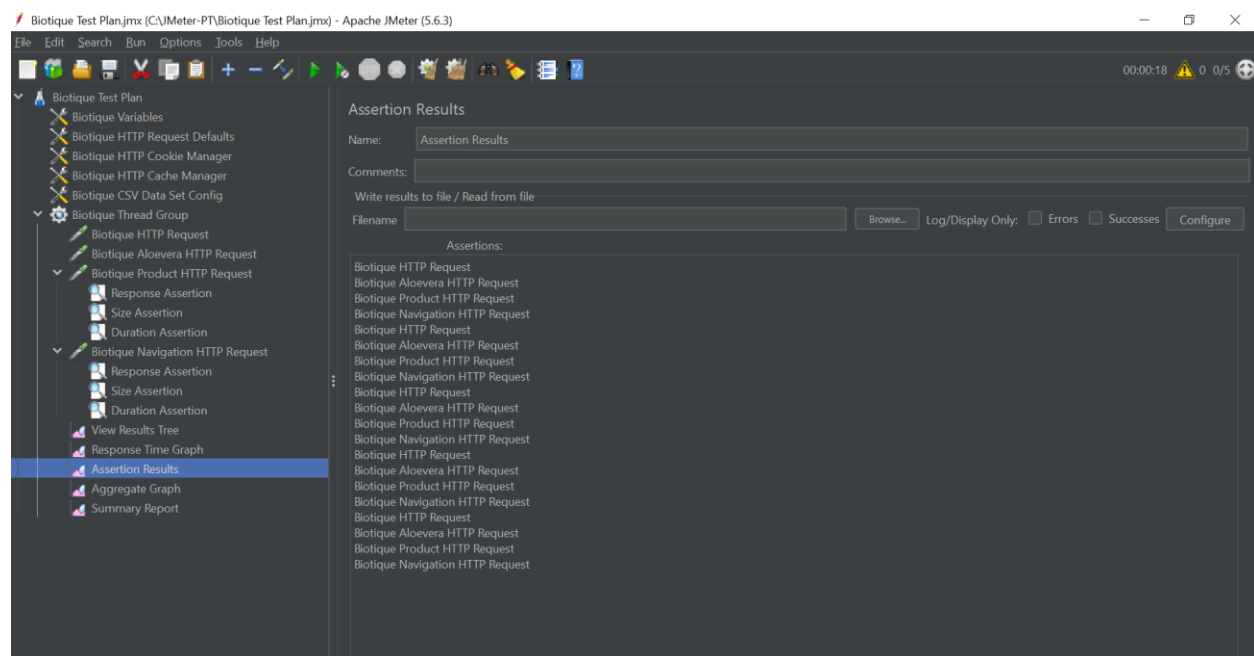 Biotique Test Plan.jmx (C:\JMeter-PT\Biotique Test Plan.jmx) - Apache JMeter (5.6.3)
File Edit Search Run Options Tools Help
00:00:18 0 0/5
Biotique Test Plan
Biotique Variables
Biotique HTTP Request Defaults
Biotique HTTP Cookie Manager
Biotique HTTP Cache Manager
Biotique CSV Data Set Config
Biotique Thread Group
Biotique HTTP Request
Biotique Aloevera HTTP Request
Biotique Product HTTP Request
Response Assertion
Size Assertion
Duration Assertion
Biotique Navigation HTTP Request
Response Assertion
Size Assertion
Duration Assertion
View Results Tree
Response Time Graph
Assertion Results
Aggregate Graph
Summary Report
Assertion Results
Name: Assertion Results
Comments:
Write results to file / Read from file
Filename Browse... Log/Display Only: Errors Successes Configure
Assertions:
Biotique HTTP Request
Biotique Aloevera HTTP Request
Biotique Product HTTP Request
Biotique Navigation HTTP Request
Biotique HTTP Request
Biotique Aloevera HTTP Request
Biotique Product HTTP Request
Biotique Navigation HTTP Request
Biotique HTTP Request
Biotique Aloevera HTTP Request
Biotique Product HTTP Request
Biotique Navigation HTTP Request
Biotique HTTP Request
Biotique Aloevera HTTP Request
Biotique Product HTTP Request
Biotique Navigation HTTP Request
Biotique HTTP Request
Biotique Aloevera HTTP Request
Biotique Product HTTP Request
Biotique Navigation HTTP Request